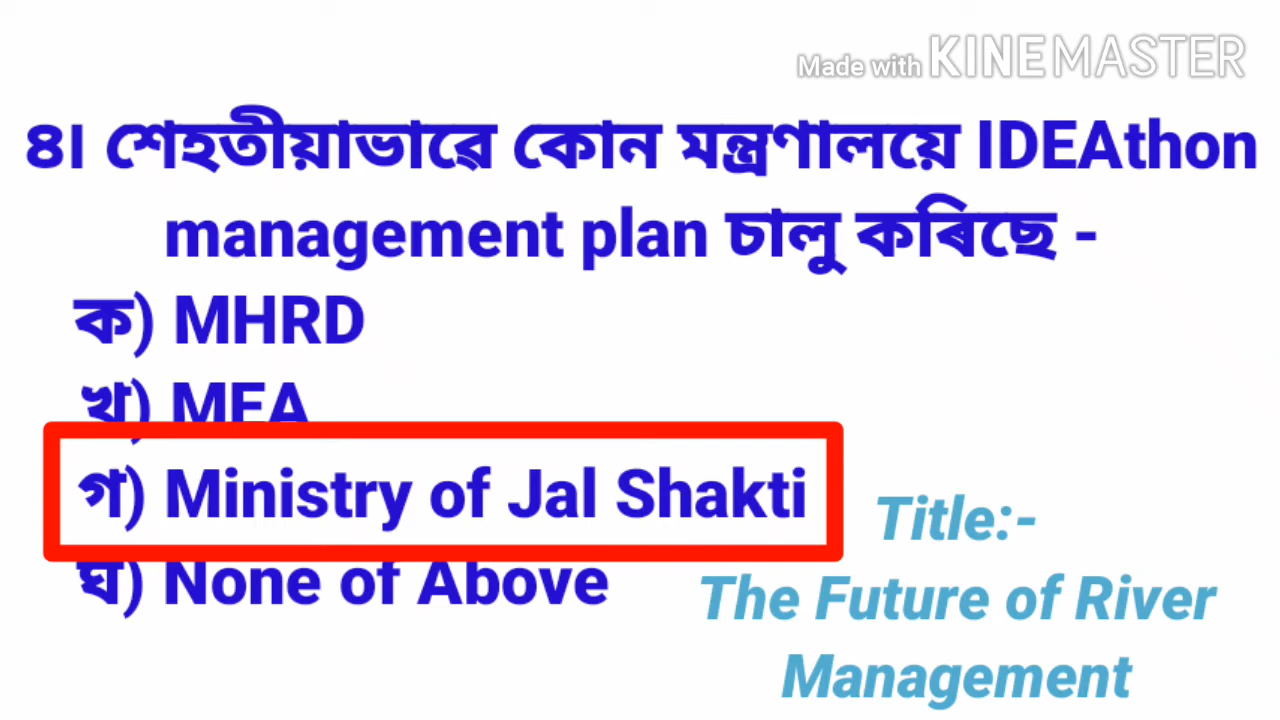 Made with KINEMASTER
৪। শেহতীয়াভাৱে কোন মন্ত্ৰণালয়ে IDEAthon
management plan চালু কৰিছে -
ক) MHRD
খ) MEA
গ) Ministry of Jal Shakti
ঘ) None of Above
Title:-
The Future of River
Management